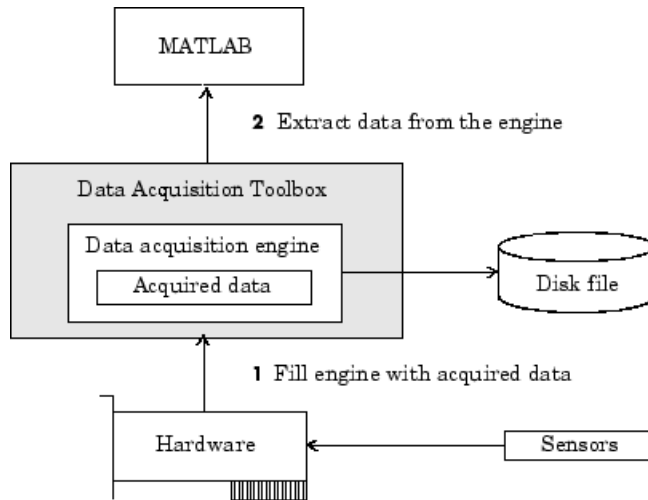 MATLAB
2 Extract data from the engine
Data Acquisition Toolbox
Data acquisition engine
Acquired data
Disk file
1 Fill engine with acquired data
Hardware
Sensors